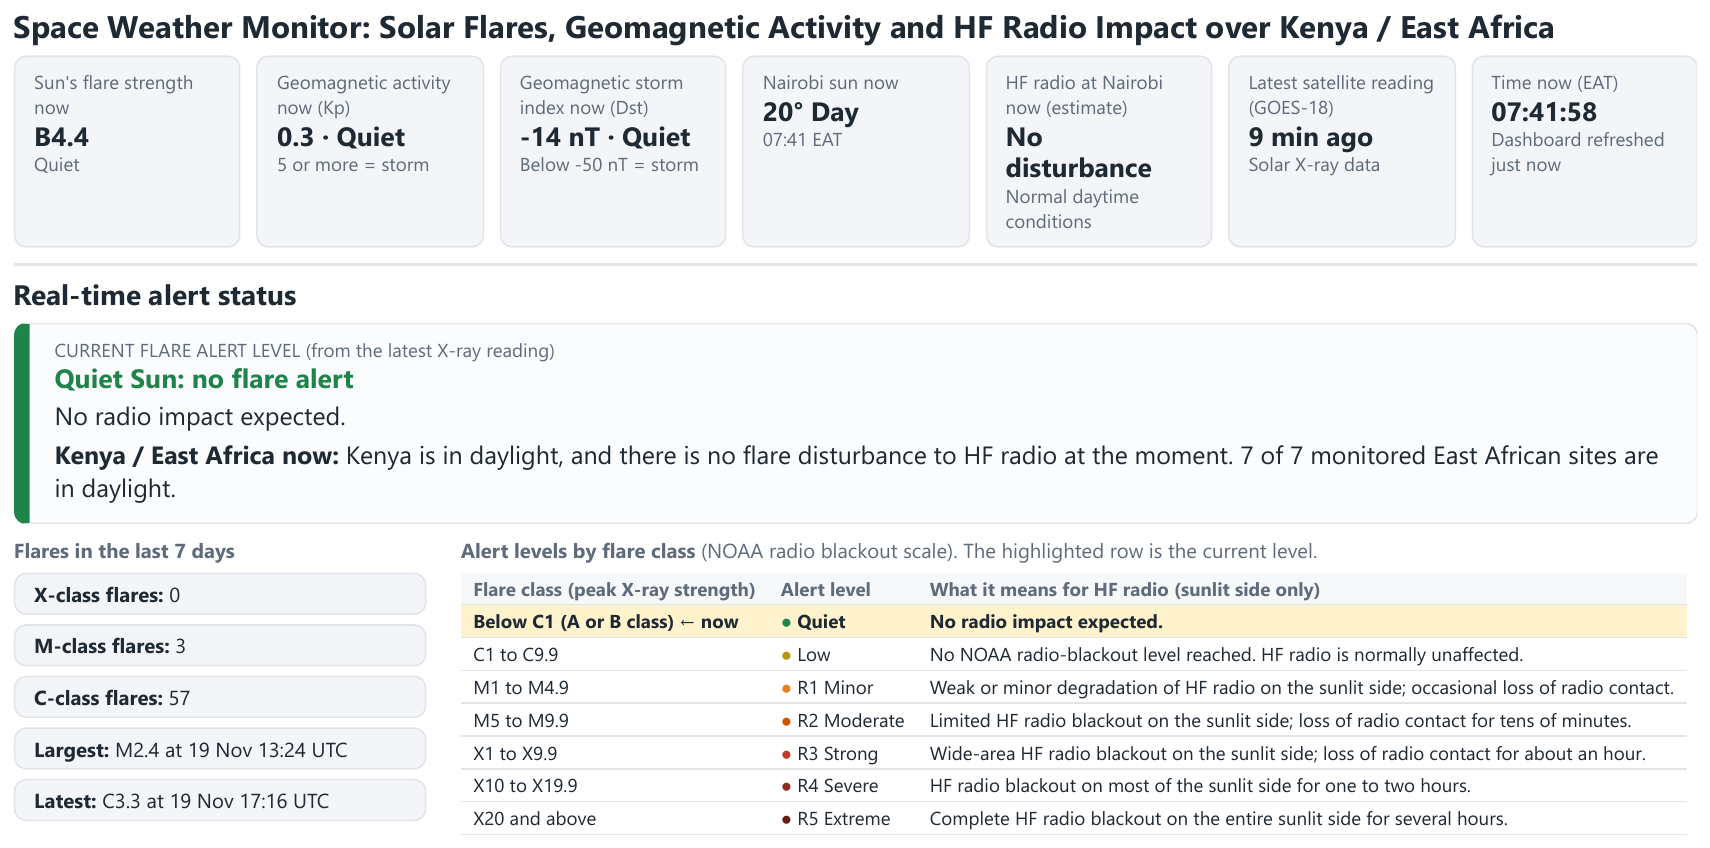 Space Weather Monitor: Solar Flares, Geomagnetic Activity and HF Radio Impact over Kenya / East Africa
Sun's flare strength
now
B4.4
Quiet
Geomagnetic activity
now (Kp)
0.3 · Quiet
5 or more = storm
Geomagnetic storm
index now (Dst)
-14 nT · Quiet
Below -50 nT = storm
Nairobi sun now
20° Day
07:41 EAT
HF radio at Nairobi
now (estimate)
No
disturbance
Normal daytime
conditions
Latest satellite reading
(GOES-18)
9 min ago
Solar X-ray data
Time now (EAT)
07:41:58
Dashboard refreshed
just now
Real-time alert status
CURRENT FLARE ALERT LEVEL (from the latest X-ray reading)
Quiet Sun: no flare alert
No radio impact expected.
Kenya / East Africa now: Kenya is in daylight, and there is no flare disturbance to HF radio at the moment. 7 of 7 monitored East African sites are
in daylight.
Flares in the last 7 days
X-class flares: 0
M-class flares: 3
C-class flares: 57
Largest: M2.4 at 19 Nov 13:24 UTC
Latest: C3.3 at 19 Nov 17:16 UTC
Alert levels by flare class (NOAA radio blackout scale). The highlighted row is the current level.
Flare class (peak X-ray strength) Alert level What it means for HF radio (sunlit side only)
Below C1 (A or B class) ← now ● Quiet No radio impact expected.
C1 to C9.9 ● Low No NOAA radio-blackout level reached. HF radio is normally unaffected.
M1 to M4.9 ● R1 Minor Weak or minor degradation of HF radio on the sunlit side; occasional loss of radio contact.
M5 to M9.9 ● R2 Moderate Limited HF radio blackout on the sunlit side; loss of radio contact for tens of minutes.
X1 to X9.9 ● R3 Strong Wide-area HF radio blackout on the sunlit side; loss of radio contact for about an hour.
X10 to X19.9 ● R4 Severe HF radio blackout on most of the sunlit side for one to two hours.
X20 and above ● R5 Extreme Complete HF radio blackout on the entire sunlit side for several hours.